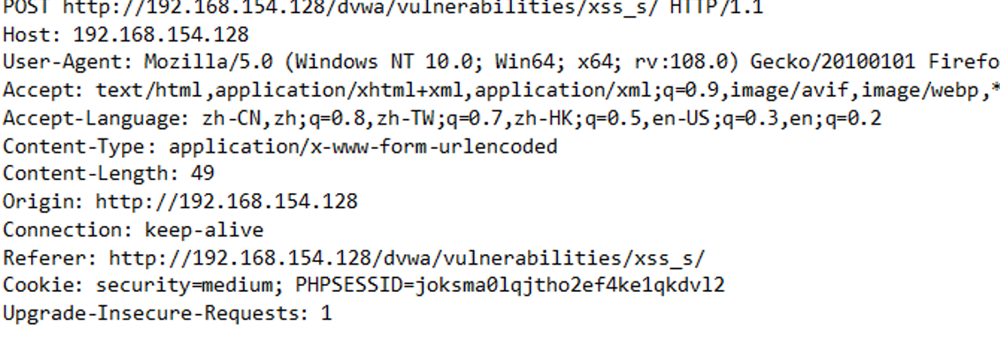 POST http://192.168.154.128/dvwa/vulnerabilities/xss_s/ HTTP/1.1
Host: 192.168.154.128
User-Agent: Mozilla/5.0 (Windows NT 10.0; Win64; x64; rv:108.0) Gecko/20100101 Firefo
Accept: text/html,application/xhtml+xml,application/xml;q=0.9,image/avif,image/webp,*
Accept-Language: zh-CN,zh;q=0.8,zh-TW;q=0.7,zh-HK;q=0.5,en-US;q=0.3,en;q=0.2
Content-Type: application/x-www-form-urlencoded
Content-Length: 49
Origin: http://192.168.154.128
Connection: keep-alive
Referer: http://192.168.154.128/dvwa/vulnerabilities/xss_s/
Cookie: security=medium; PHPSESSID=joksma0lqjtho2ef4ke1qkdvl2
Upgrade-Insecure-Requests: 1